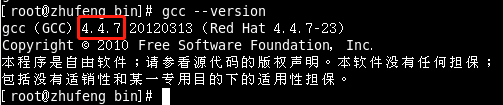 [root@zhufeng bin]# gcc --version
gcc (GCC) 4.4.7 20120313 (Red Hat 4.4.7-23)
Copyright © 2010 Free Software Foundation, Inc.
本程序是自由软件；请参看源代码的版权声明。本软件没有任何担保；
包括没有适销性和某一专用目的下的适用性担保。
[root@zhufeng bin]#